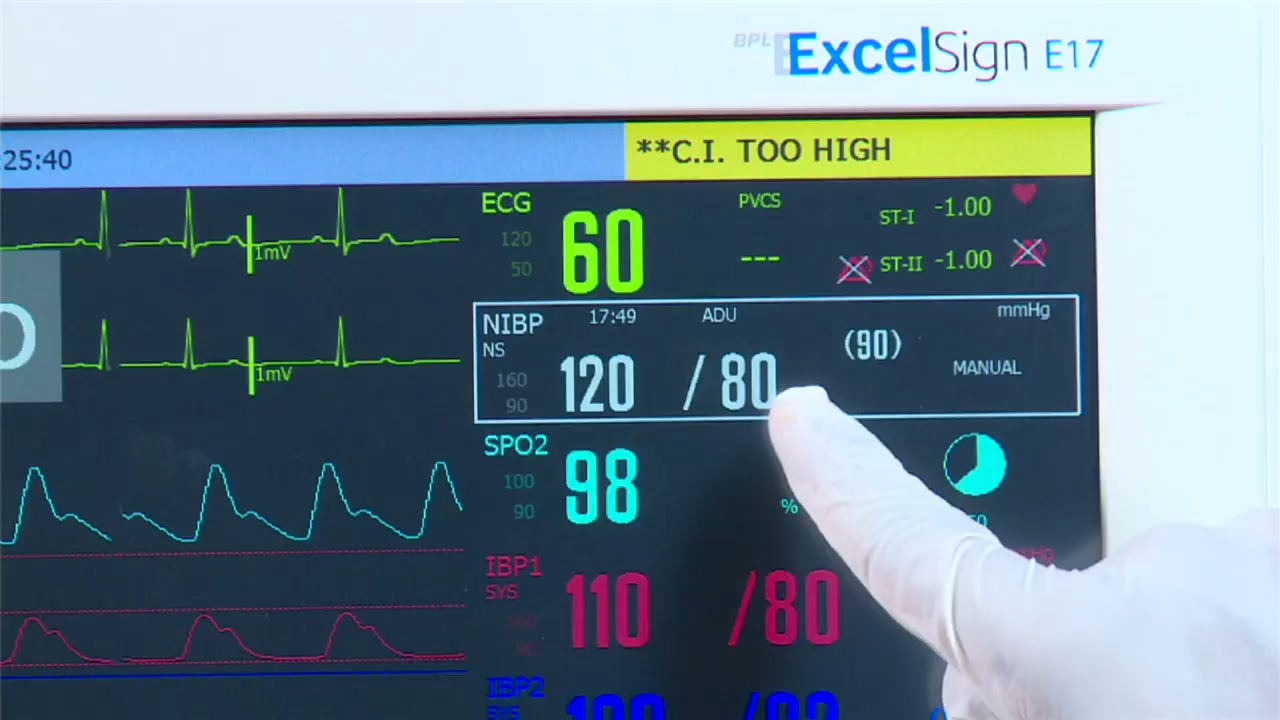 BPL
ExcelSign E17
:25:40
**C.I. TOO HIGH
1mV
1mV
ECG
120
50
60
PVCS
---
ST-I -1.00
ST-II -1.00
NIBP
NS
160
90
17:49
ADU
mmHg
120 / 80
(90)
MANUAL
SPO2
100
90
98
%
IBP1
SYS
110 /80
IBP2
SYS